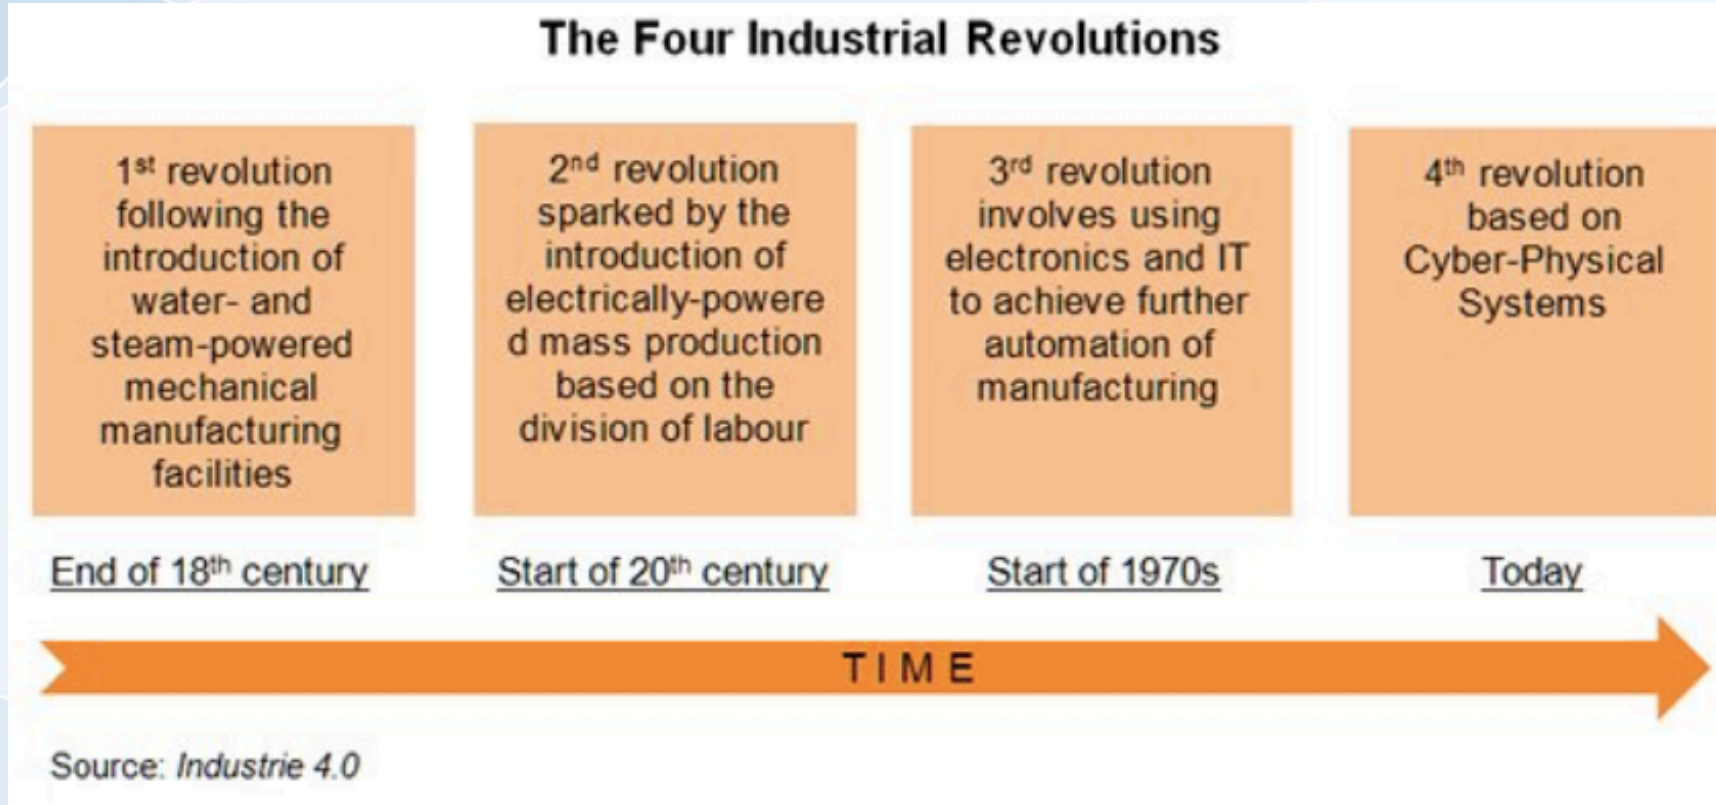 The Four Industrial Revolutions
1st revolution
following the
introduction of
water- and
steam-powered
mechanical
manufacturing
facilities
2nd revolution
sparked by the
introduction of
electrically-powere
d mass production
based on the
division of labour
3rd revolution
involves using
electronics and IT
to achieve further
automation of
manufacturing
4th revolution
based on
Cyber-Physical
Systems
End of 18th century
Start of 20th century
Start of 1970s
Today
TIME
Source: Industrie 4.0